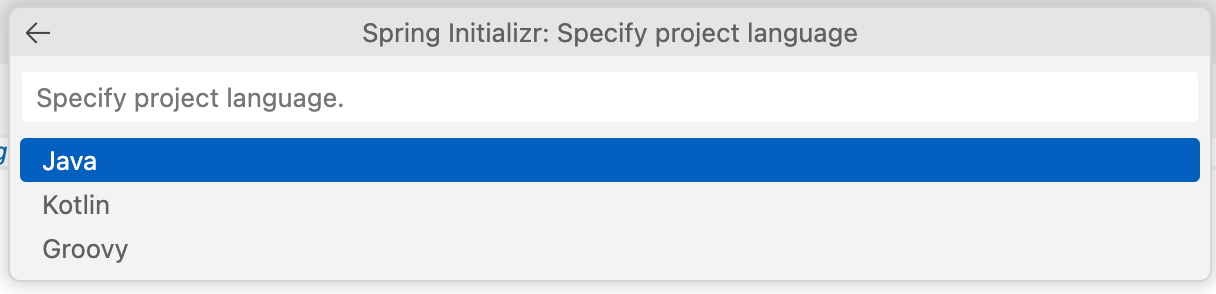 Spring Initializr: Specify project language
Specify project language.
Java
Kotlin
Groovy